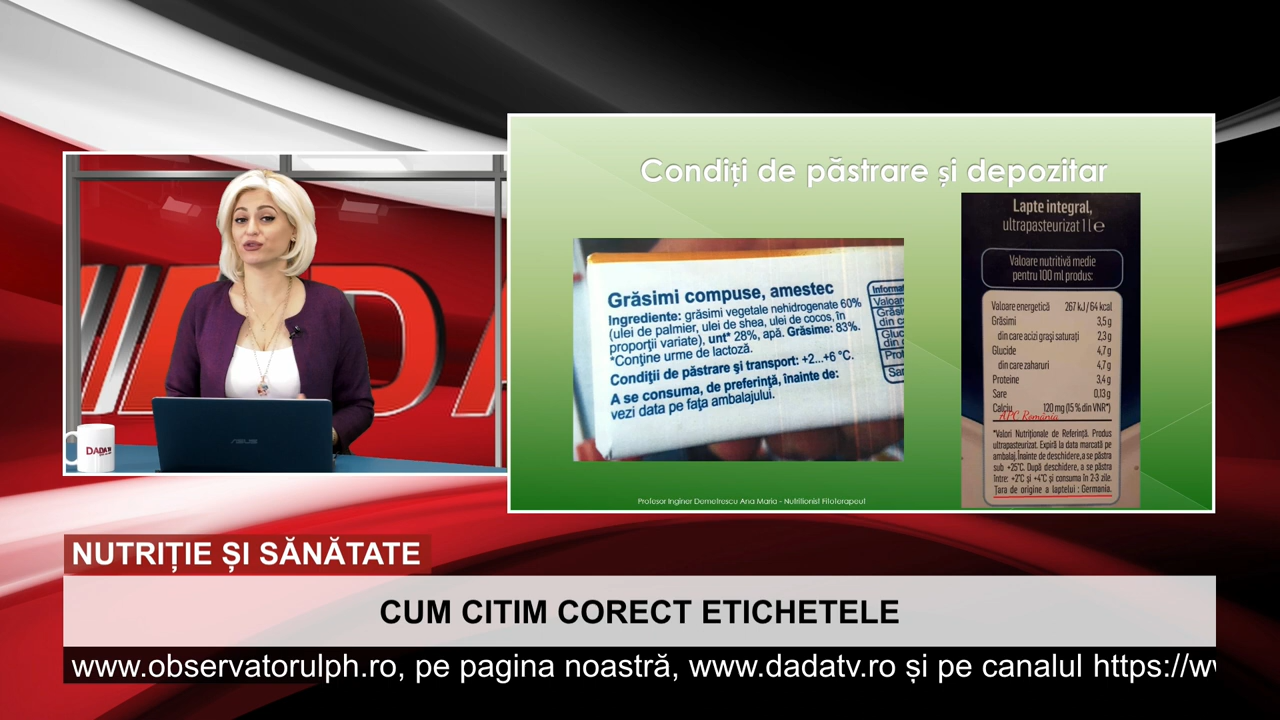 Condiți de păstrare și depozitar
Lapte integral,
ultrapasteurizat 1 l e
Valoare nutritivă medie
pentru 100 ml produs:
Valoare energetică 267 kJ / 64 kcal
Grăsimi 3,5 g
din care acizi grași saturați 2,3 g
Glucide 4,7 g
din care zaharuri 4,7 g
Proteine 3,4 g
Sare 0,13 g
Calciu 120 mg (15 % din VNR*)
APC România
*Valori Nutriționale de Referință. Produs
ultrapasteurizat. Expiră la data marcată pe
ambalaj. Înainte de deschidere, a se păstra
sub +25°C. După deschidere, a se păstra
între: +2°C și +4°C și consuma în 2-3 zile.
Țara de origine a laptelui : Germania.
Grăsimi compuse, amestec
Ingrediente: grăsimi vegetale nehidrogenate 60%
(ulei de palmier, ulei de shea, ulei de cocos, în
proporții variate), unt* 28%, apă. Grăsime: 83%.
*Conține urme de lactoză.
Condiții de păstrare și transport: +2...+6 °C.
A se consuma, de preferință, înainte de:
vezi data pe fața ambalajului.
Profesor Inginer Demetrescu Ana Maria - Nutritionist Fitoterapeut
DADA
ASUS
NUTRIȚIE ȘI SĂNĂTATE
CUM CITIM CORECT ETICHETELE
www.observatorulph.ro, pe pagina noastră, www.dadatv.ro și pe canalul https://w